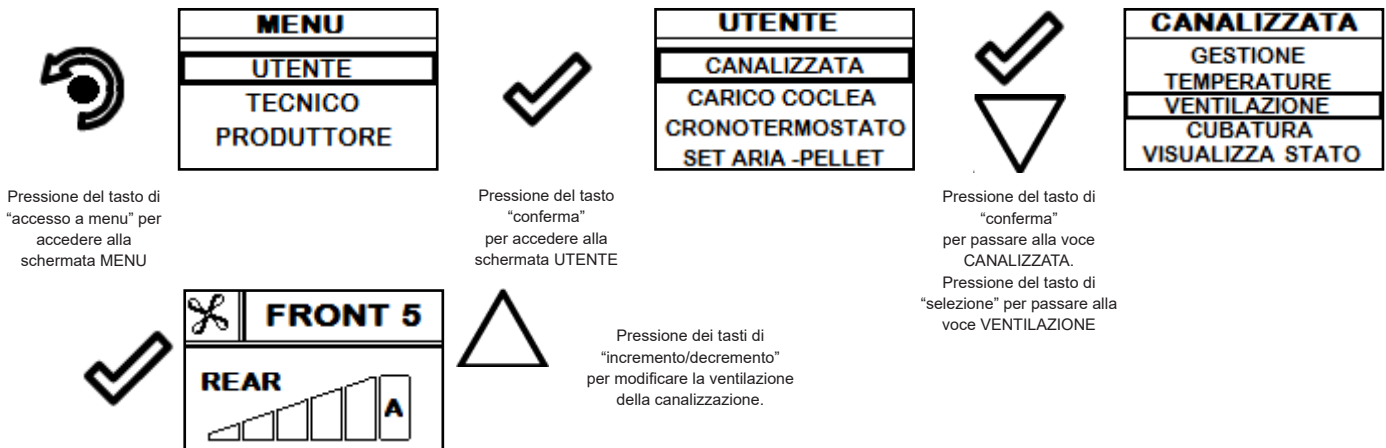 MENU
UTENTE
TECNICO
PRODUTTORE
Pressione del tasto di
“accesso a menu” per
accedere alla
schermata MENU
UTENTE
CANALIZZATA
CARICO COCLEA
CRONOTERMOSTATO
SET ARIA -PELLET
Pressione del tasto
“conferma”
per accedere alla
schermata UTENTE
CANALIZZATA
GESTIONE
TEMPERATURE
VENTILAZIONE
CUBATURA
VISUALIZZA STATO
Pressione del tasto di
“conferma”
per passare alla voce
CANALIZZATA.
Pressione del tasto di
“selezione” per passare alla
voce VENTILAZIONE
FRONT 5
REAR
A
Pressione dei tasti di
“incremento/decremento”
per modificare la ventilazione
della canalizzazione.